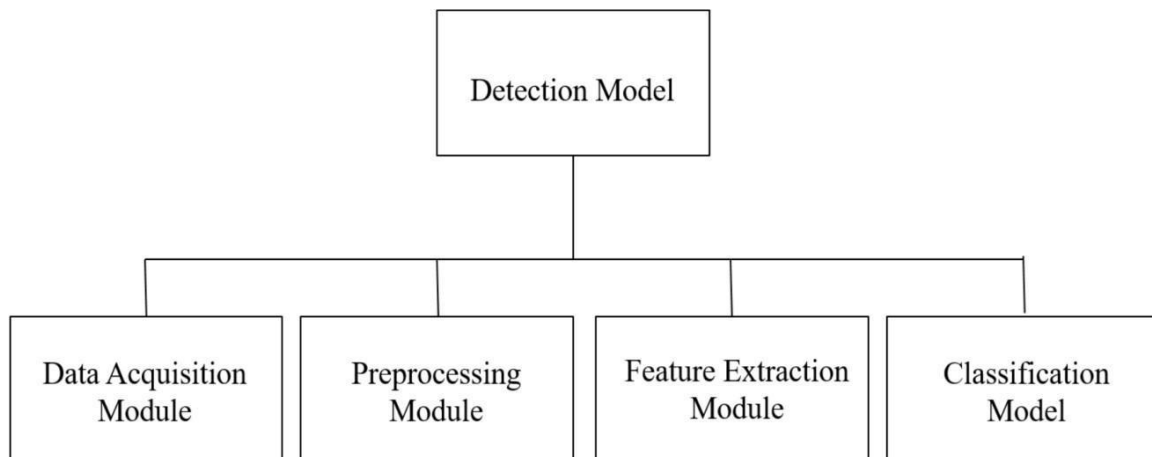 Detection Model
Data Acquisition
Module
Preprocessing
Module
Feature Extraction
Module
Classification
Model